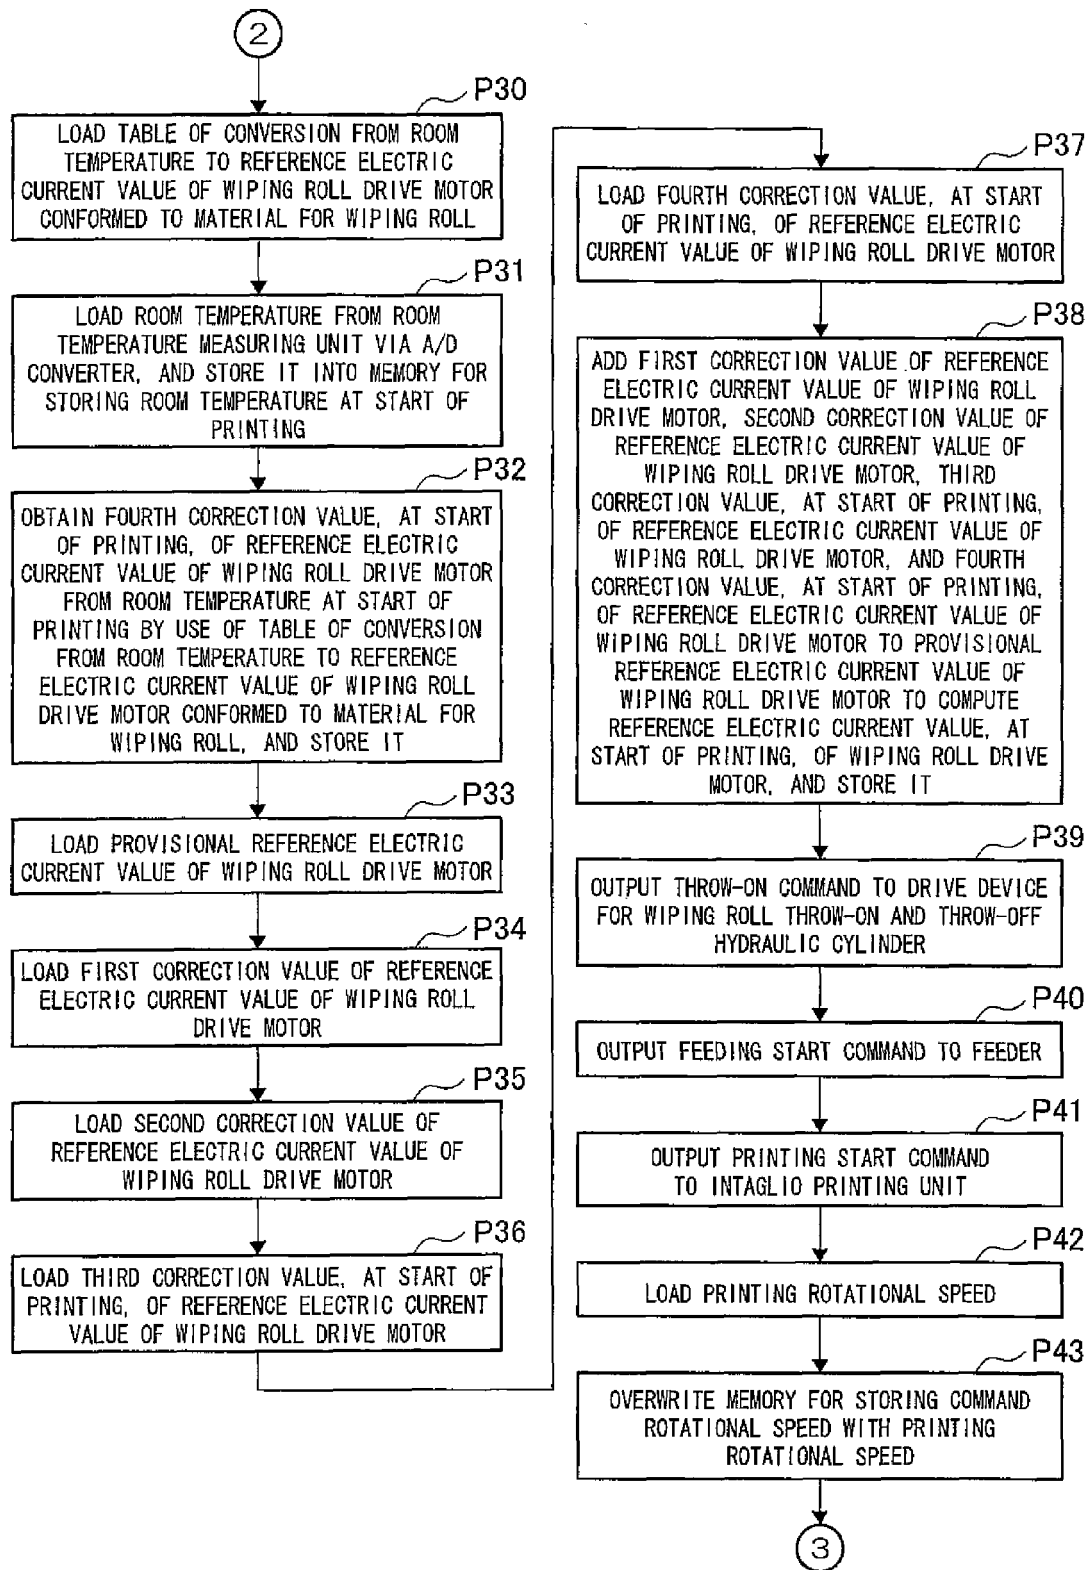 2
P30
LOAD TABLE OF CONVERSION FROM ROOM
TEMPERATURE TO REFERENCE ELECTRIC
CURRENT VALUE OF WIPING ROLL DRIVE MOTOR
CONFORMED TO MATERIAL FOR WIPING ROLL
P31
LOAD ROOM TEMPERATURE FROM ROOM
TEMPERATURE MEASURING UNIT VIA A/D
CONVERTER, AND STORE IT INTO MEMORY FOR
STORING ROOM TEMPERATURE AT START OF
PRINTING
P32
OBTAIN FOURTH CORRECTION VALUE, AT START
OF PRINTING, OF REFERENCE ELECTRIC
CURRENT VALUE OF WIPING ROLL DRIVE MOTOR
FROM ROOM TEMPERATURE AT START OF
PRINTING BY USE OF TABLE OF CONVERSION
FROM ROOM TEMPERATURE TO REFERENCE
ELECTRIC CURRENT VALUE OF WIPING ROLL
DRIVE MOTOR CONFORMED TO MATERIAL FOR
WIPING ROLL, AND STORE IT
P33
LOAD PROVISIONAL REFERENCE ELECTRIC
CURRENT VALUE OF WIPING ROLL DRIVE MOTOR
P34
LOAD FIRST CORRECTION VALUE OF REFERENCE
ELECTRIC CURRENT VALUE OF WIPING ROLL
DRIVE MOTOR
P35
LOAD SECOND CORRECTION VALUE OF
REFERENCE ELECTRIC CURRENT VALUE OF
WIPING ROLL DRIVE MOTOR
P36
LOAD THIRD CORRECTION VALUE, AT START OF
PRINTING, OF REFERENCE ELECTRIC CURRENT
VALUE OF WIPING ROLL DRIVE MOTOR
P37
LOAD FOURTH CORRECTION VALUE, AT START
OF PRINTING, OF REFERENCE ELECTRIC
CURRENT VALUE OF WIPING ROLL DRIVE MOTOR
P38
ADD FIRST CORRECTION VALUE OF REFERENCE
ELECTRIC CURRENT VALUE OF WIPING ROLL
DRIVE MOTOR, SECOND CORRECTION VALUE OF
REFERENCE ELECTRIC CURRENT VALUE OF
WIPING ROLL DRIVE MOTOR, THIRD
CORRECTION VALUE, AT START OF PRINTING,
OF REFERENCE ELECTRIC CURRENT VALUE OF
WIPING ROLL DRIVE MOTOR, AND FOURTH
CORRECTION VALUE, AT START OF PRINTING,
OF REFERENCE ELECTRIC CURRENT VALUE OF
WIPING ROLL DRIVE MOTOR TO PROVISIONAL
REFERENCE ELECTRIC CURRENT VALUE OF
WIPING ROLL DRIVE MOTOR TO COMPUTE
REFERENCE ELECTRIC CURRENT VALUE, AT
START OF PRINTING, OF WIPING ROLL DRIVE
MOTOR, AND STORE IT
P39
OUTPUT THROW-ON COMMAND TO DRIVE DEVICE
FOR WIPING ROLL THROW-ON AND THROW-OFF
HYDRAULIC CYLINDER
P40
OUTPUT FEEDING START COMMAND TO FEEDER
P41
OUTPUT PRINTING START COMMAND
TO INTAGLIO PRINTING UNIT
P42
LOAD PRINTING ROTATIONAL SPEED
P43
OVERWRITE MEMORY FOR STORING COMMAND
ROTATIONAL SPEED WITH PRINTING
ROTATIONAL SPEED
3